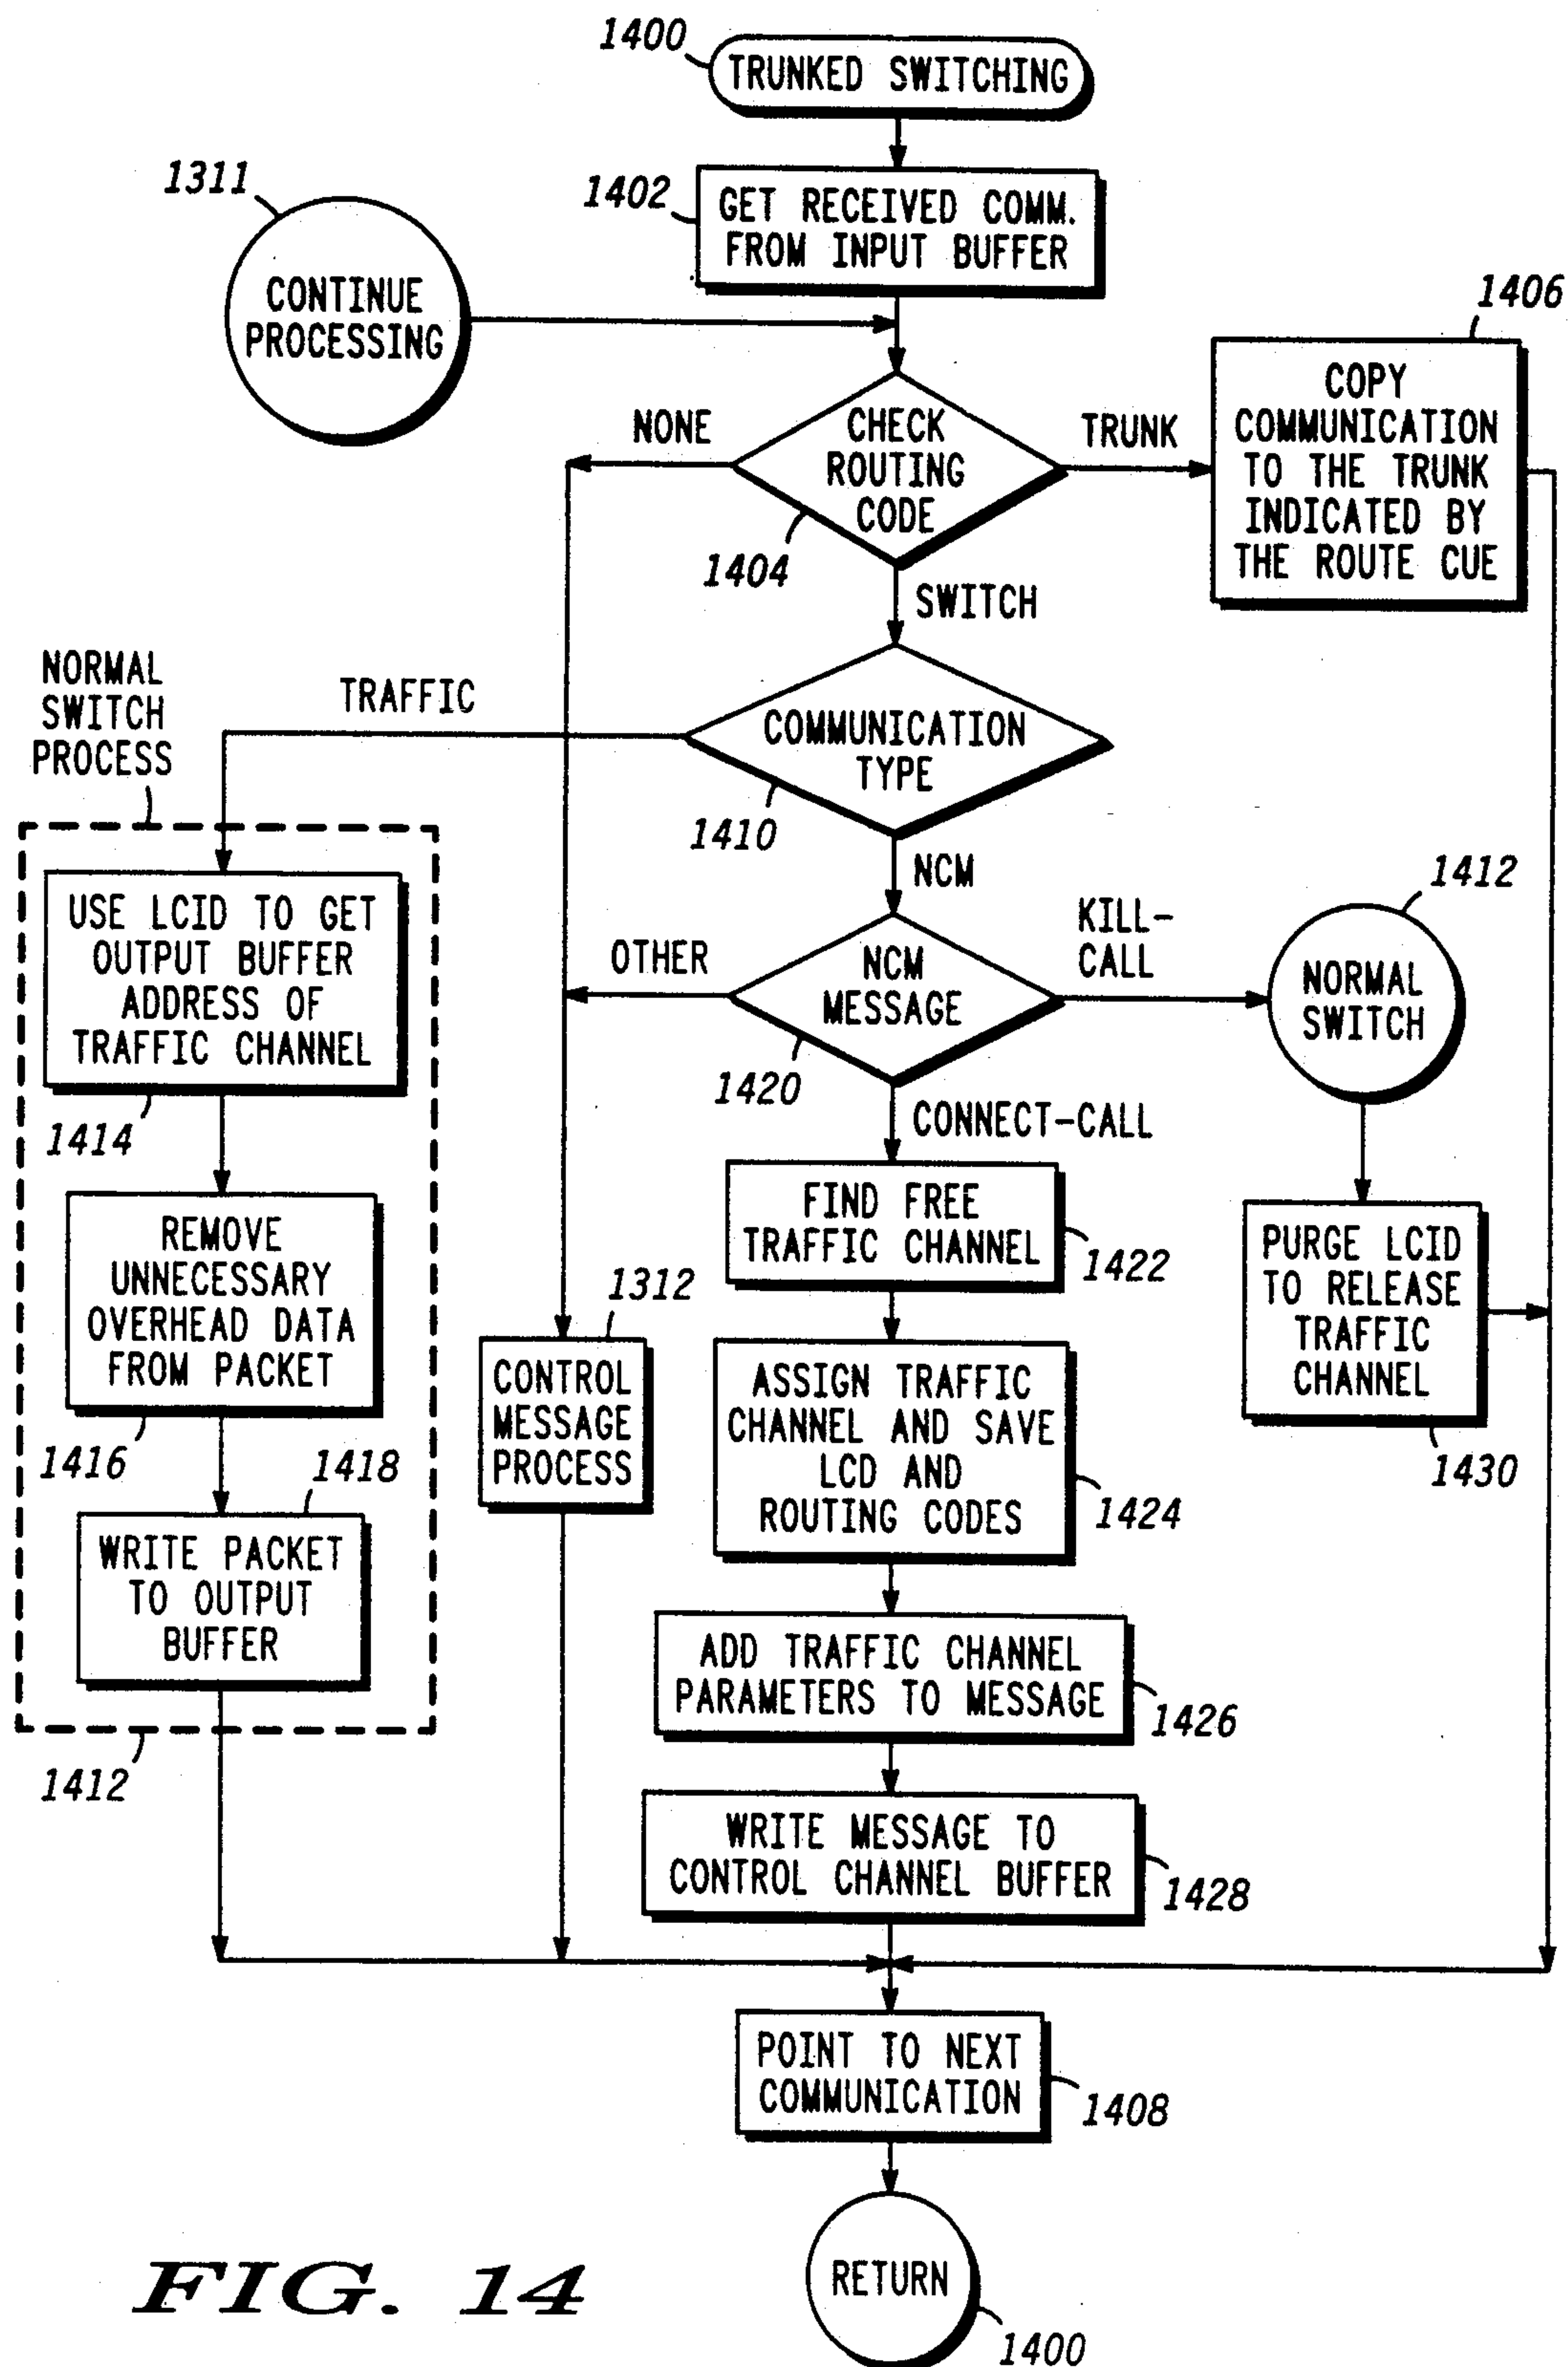 1400
TRUNKED SWITCHING
1311
1402
GET RECEIVED COMM.
FROM INPUT BUFFER
CONTINUE
PROCESSING
1406
COPY
COMMUNICATION
TO THE TRUNK
INDICATED BY
THE ROUTE CUE
NONE
CHECK
ROUTING
CODE
TRUNK
1404
SWITCH
NORMAL
SWITCH
PROCESS
TRAFFIC
COMMUNICATION
TYPE
1410
NCM
1412
USE LCID TO GET
OUTPUT BUFFER
ADDRESS OF
TRAFFIC CHANNEL
OTHER
NCM
MESSAGE
KILL-
CALL
NORMAL
SWITCH
1414
1420
CONNECT-CALL
REMOVE
UNNECESSARY
OVERHEAD DATA
FROM PACKET
FIND FREE
TRAFFIC CHANNEL
1422
PURGE LCID
TO RELEASE
TRAFFIC
CHANNEL
1312
CONTROL
MESSAGE
PROCESS
ASSIGN TRAFFIC
CHANNEL AND SAVE
LCD AND
ROUTING CODES
1416
1418
1424
1430
WRITE PACKET
TO OUTPUT
BUFFER
ADD TRAFFIC CHANNEL
PARAMETERS TO MESSAGE
1426
1412
WRITE MESSAGE TO
CONTROL CHANNEL BUFFER
1428
POINT TO NEXT
COMMUNICATION
1408
RETURN
1400
FIG. 14